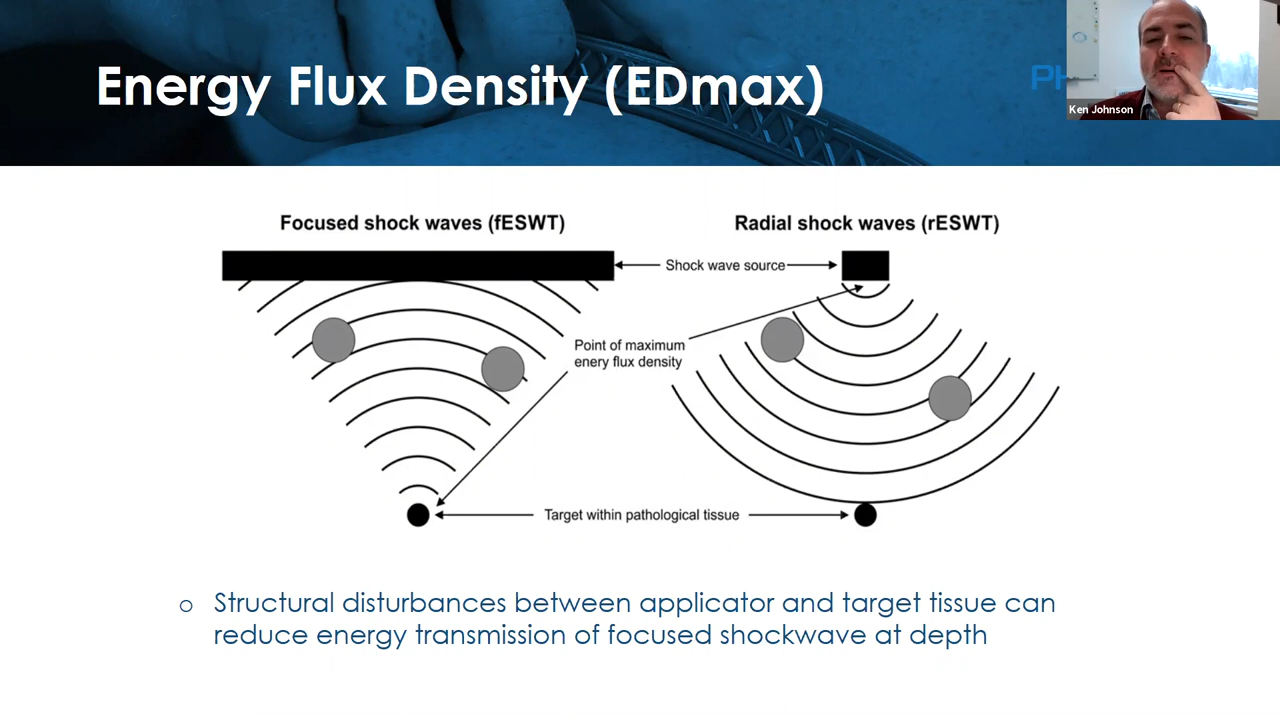 Energy Flux Density (EDmax)
PH
Ken Johnson
Focused shock waves (fESWT)
Radial shock waves (rESWT)
Shock wave source
Point of maximum
enery flux density
Target within pathological tissue
Structural disturbances between applicator and target tissue can
reduce energy transmission of focused shockwave at depth